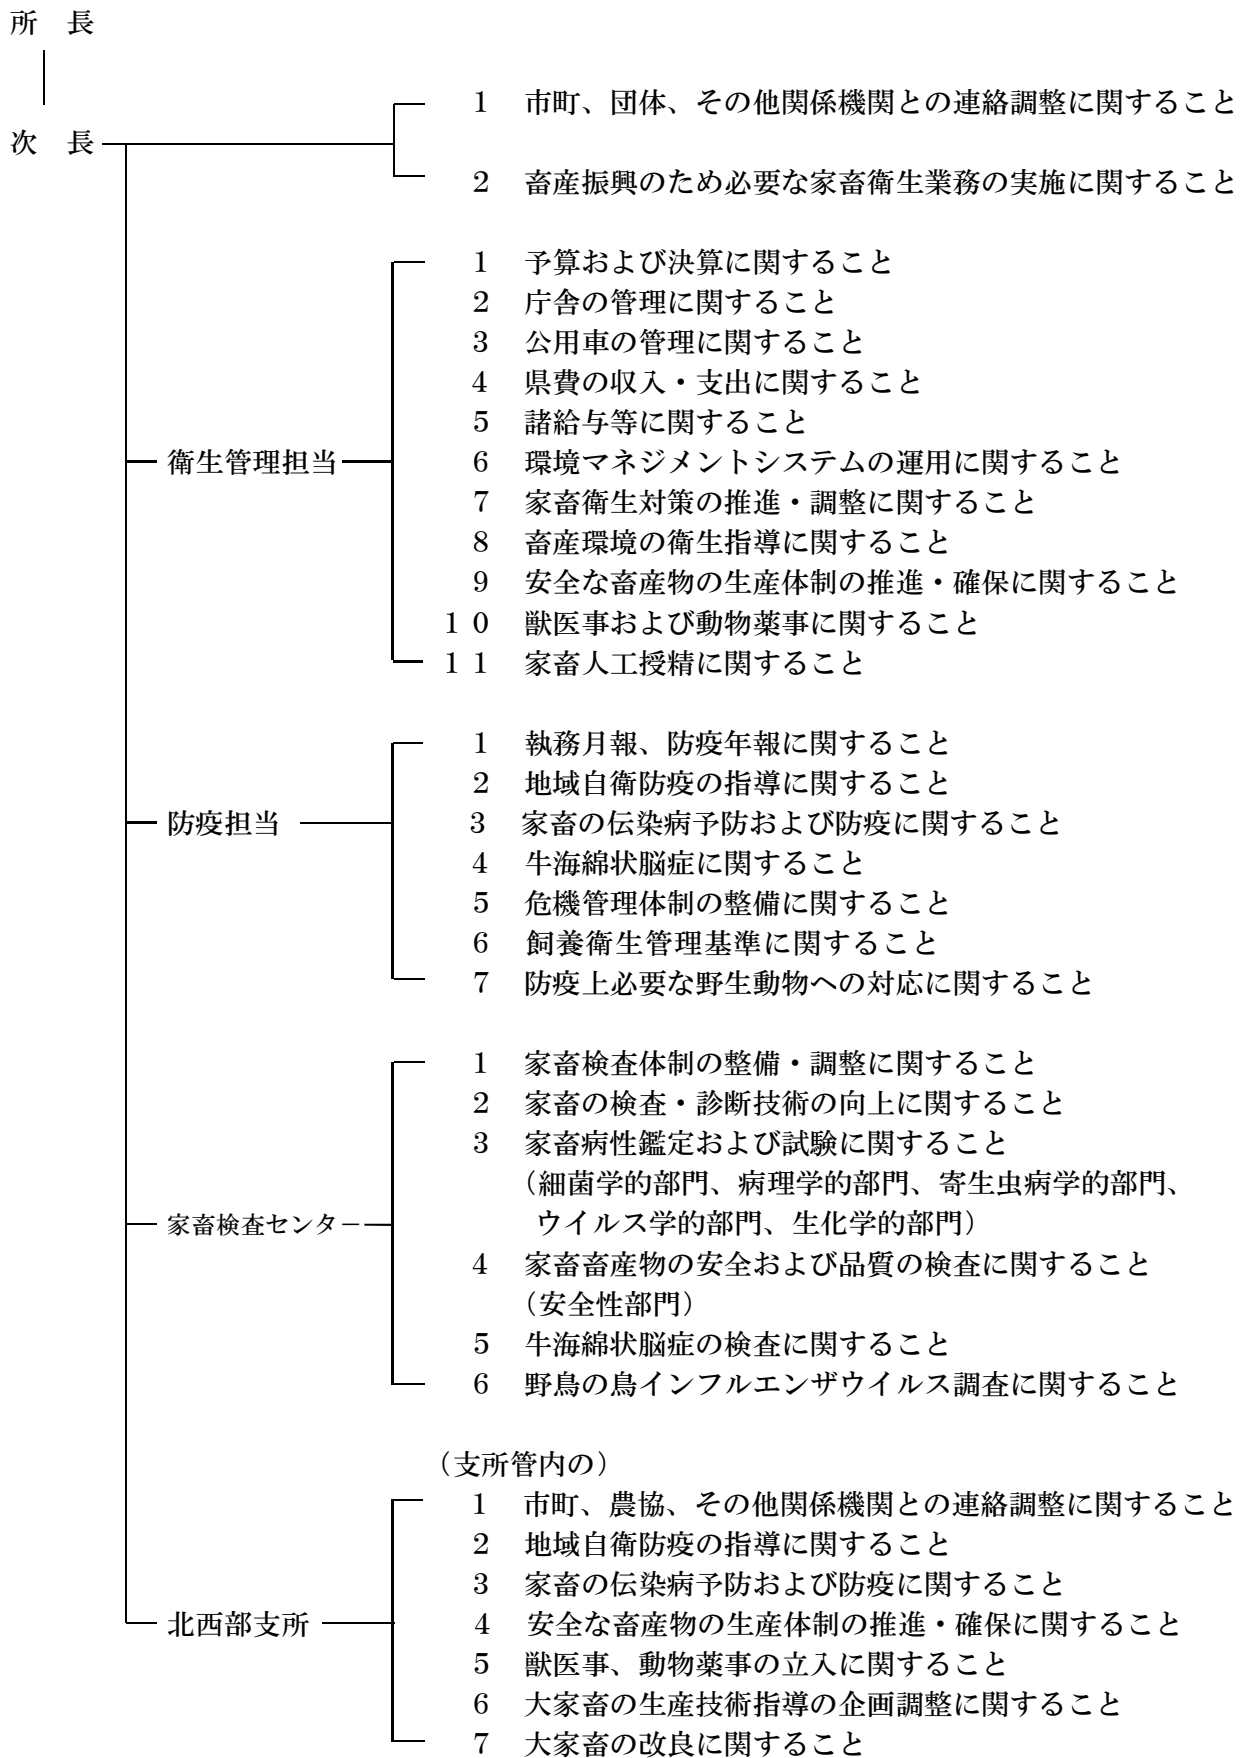 所　長
1　市町、団体、その他関係機関との連絡調整に関すること
次　長
2　畜産振興のため必要な家畜衛生業務の実施に関すること
1　予算および決算に関すること
2　庁舎の管理に関すること
3　公用車の管理に関すること
4　県費の収入・支出に関すること
5　諸給与等に関すること
衛生管理担当　6　環境マネジメントシステムの運用に関すること
7　家畜衛生対策の推進・調整に関すること
8　畜産環境の衛生指導に関すること
9　安全な畜産物の生産体制の推進・確保に関すること
10　獣医事および動物薬事に関すること
11　家畜人工授精に関すること
1　執務月報、防疫年報に関すること
2　地域自衛防疫の指導に関すること
防疫担当　3　家畜の伝染病予防および防疫に関すること
4　牛海綿状脳症に関すること
5　危機管理体制の整備に関すること
6　飼養衛生管理基準に関すること
7　防疫上必要な野生動物への対応に関すること
1　家畜検査体制の整備・調整に関すること
2　家畜の検査・診断技術の向上に関すること
3　家畜病性鑑定および試験に関すること
（細菌学的部門、病理学的部門、寄生虫病学的部門、
家畜検査センター　ウイルス学的部門、生化学的部門）
4　家畜畜産物の安全および品質の検査に関すること
（安全性部門）
5　牛海綿状脳症の検査に関すること
6　野鳥の鳥インフルエンザウイルス調査に関すること
（支所管内の）
1　市町、農協、その他関係機関との連絡調整に関すること
2　地域自衛防疫の指導に関すること
3　家畜の伝染病予防および防疫に関すること
北西部支所　4　安全な畜産物の生産体制の推進・確保に関すること
5　獣医事、動物薬事の立入に関すること
6　大家畜の生産技術指導の企画調整に関すること
7　大家畜の改良に関すること